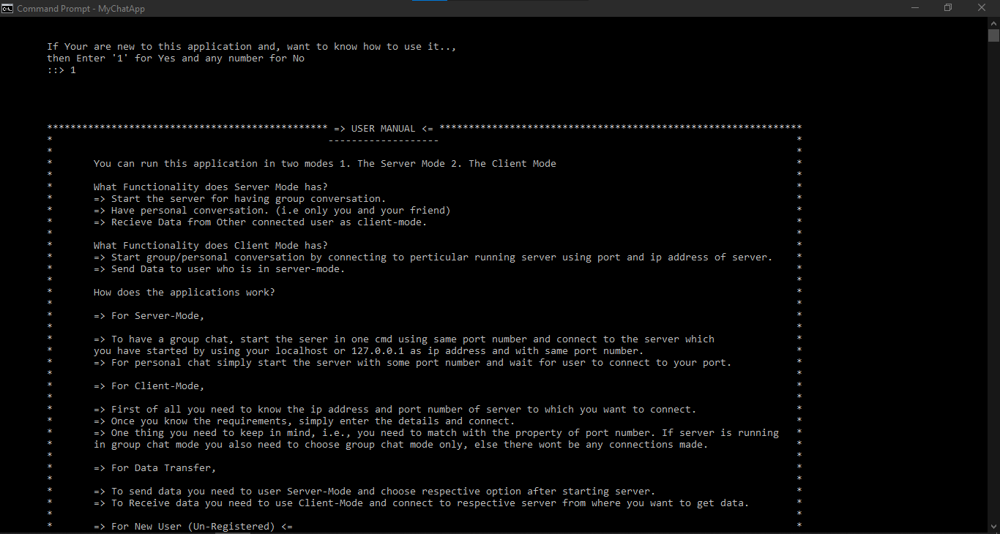 Command Prompt - MyChatApp
If Your are new to this application and, want to know how to use it..,
then Enter '1' for Yes and any number for No
::> 1
************************************************ => USER MANUAL <= **************************************************************
-------------------
You can run this application in two modes 1. The Server Mode 2. The Client Mode
What Functionality does Server Mode has?
=> Start the server for having group conversation.
=> Have personal conversation. (i.e only you and your friend)
=> Recieve Data from Other connected user as client-mode.
What Functionality does Client Mode has?
=> Start group/personal conversation by connecting to perticular running server using port and ip address of server.
=> Send Data to user who is in server-mode.
How does the applications work?
=> For Server-Mode,
=> To have a group chat, start the serer in one cmd using same port number and connect to the server which
you have started by using your localhost or 127.0.0.1 as ip address and with same port number.
=> For personal chat simply start the server with some port number and wait for user to connect to your port.
=> For Client-Mode,
=> First of all you need to know the ip address and port number of server to which you want to connect.
=> Once you know the requirements, simply enter the details and connect.
=> One thing you need to keep in mind, i.e., you need to match with the property of port number. If server is running
in group chat mode you also need to choose group chat mode only, else there wont be any connections made.
=> For Data Transfer,
=> To send data you need to user Server-Mode and choose respective option after starting server.
=> To Receive data you need to use Client-Mode and connect to respective server from where you want to get data.
=> For New User (Un-Registered) <=